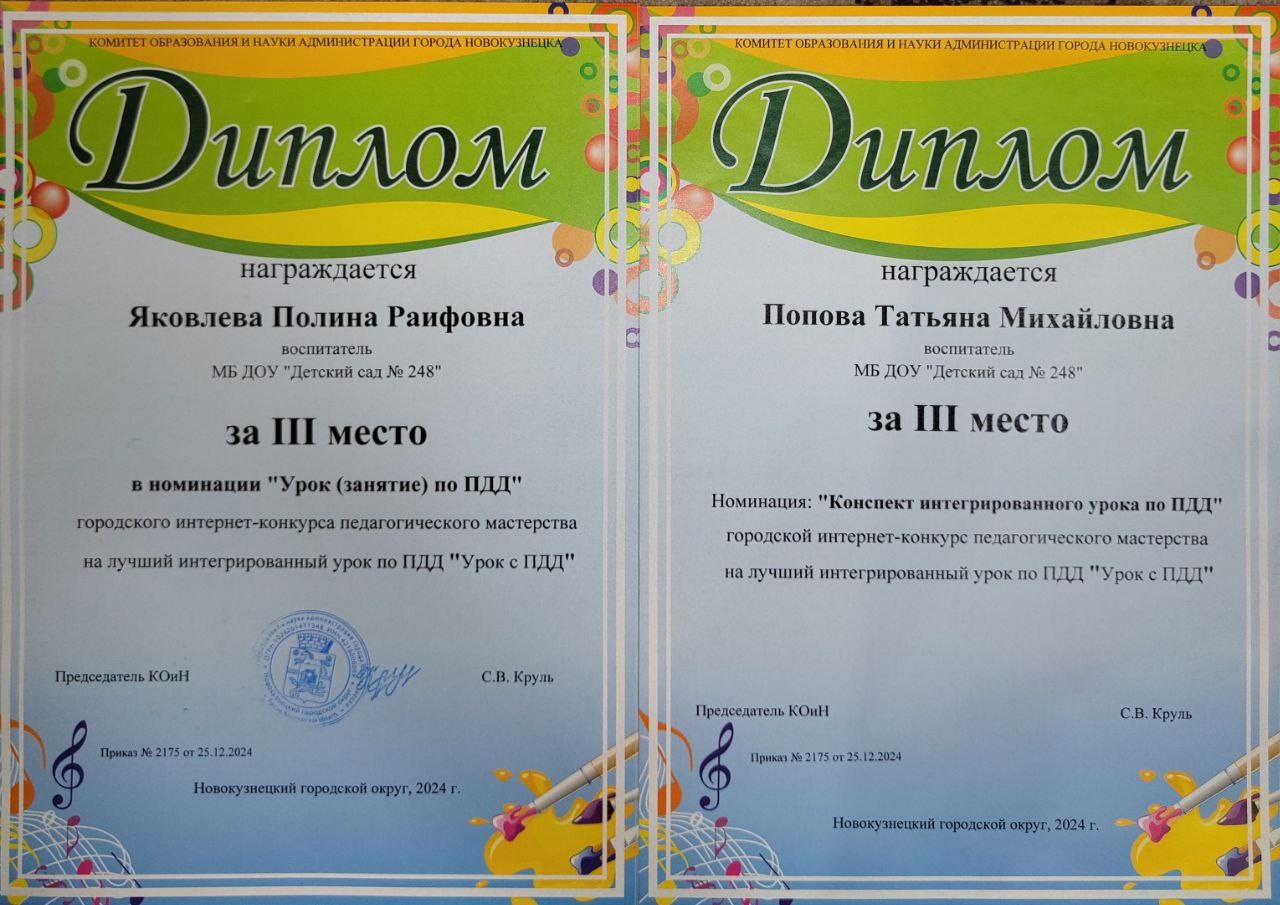 КОМИТЕТ ОБРАЗОВАНИЯ И НАУКИ АДМИНИСТРАЦИИ ГОРОДА НОВОКУЗНЕЦКА
Диплом
награждается
Яковлева Полина Раифовна
воспитатель
МБ ДОУ "Детский сад № 248"
за III место
в номинации "Урок (занятие) по ПДД"
городского интернет-конкурса педагогического мастерства
на лучший интегрированный урок по ПДД "Урок с ПДД"
Председатель КОиН
С.В. Круль
Приказ № 2175 от 25.12.2024
Новокузнецкий городской округ, 2024 г.
КОМИТЕТ ОБРАЗОВАНИЯ И НАУКИ АДМИНИСТРАЦИИ ГОРОДА НОВОКУЗНЕЦКА
Диплом
награждается
Попова Татьяна Михайловна
воспитатель
МБ ДОУ "Детский сад № 248"
за III место
Номинация: "Конспект интегрированного урока по ПДД"
городской интернет-конкурс педагогического мастерства
на лучший интегрированный урок по ПДД "Урок с ПДД"
Председатель КОиН
С.В. Круль
Приказ № 2175 от 25.12.2024
Новокузнецкий городской округ, 2024 г.